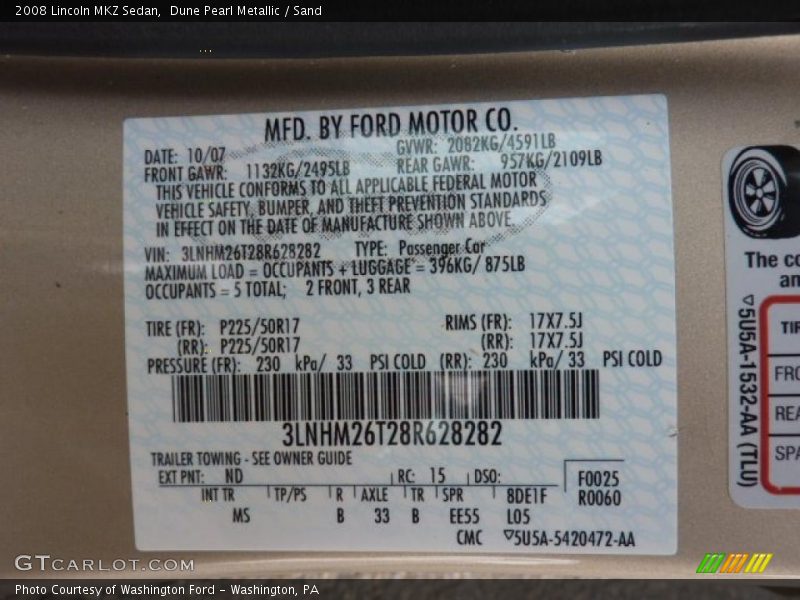 2008 Lincoln MKZ Sedan,  Dune Pearl Metallic / Sand
MFD. BY FORD MOTOR CO.
DATE: 10/07 GVWR: 2082KG/4591LB
FRONT GAWR: 1132KG/2495LB REAR GAWR: 957KG/2109LB
THIS VEHICLE CONFORMS TO ALL APPLICABLE FEDERAL MOTOR
VEHICLE SAFETY, BUMPER, AND THEFT PREVENTION STANDARDS
IN EFFECT ON THE DATE OF MANUFACTURE SHOWN ABOVE.
VIN: 3LNHM26T28R628282 TYPE: Passenger Car
MAXIMUM LOAD = OCCUPANTS + LUGGAGE = 396KG/ 875LB
OCCUPANTS = 5 TOTAL; 2 FRONT, 3 REAR
TIRE (FR): P225/50R17 RIMS (FR): 17X7.5J
(RR): P225/50R17 (RR): 17X7.5J
PRESSURE (FR): 230 kPa/ 33 PSI COLD (RR): 230 kPa/ 33 PSI COLD
3LNHM26T28R628282
TRAILER TOWING - SEE OWNER GUIDE
EXT PNT: ND RC: 15 DSO: F0025
INT TR TP/PS R AXLE TR SPR 8DE1F R0060
MS B 33 B EE55 L05
CMC ▽5U5A-5420472-AA
The co
an
▽5U5A-1532-AA (TLU)
TIR
FRO
REA
SPA
GTCARLOT.COM
Photo Courtesy of Washington Ford – Washington, PA